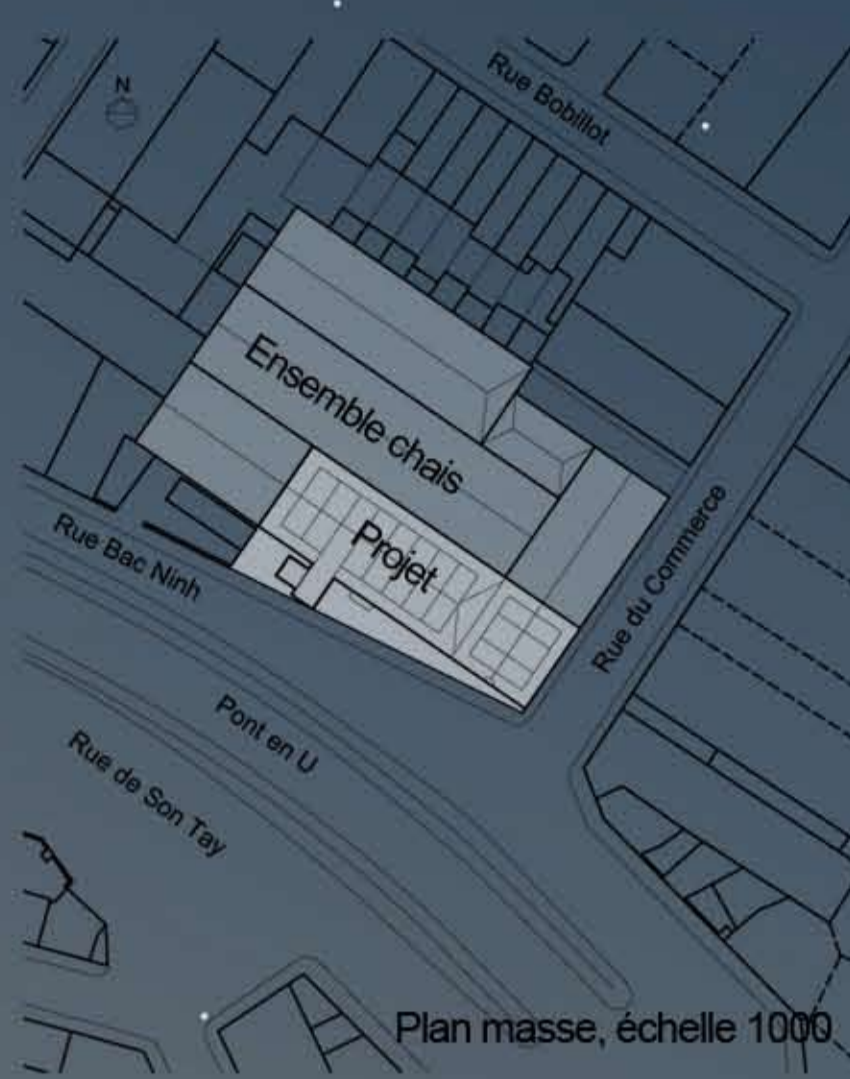 N
Rue Bobillot
Ensemble chais
Projet
Rue du Commerce
Rue Bac Ninh
Pont en U
Rue de Son Tay
Plan masse, échelle 1000